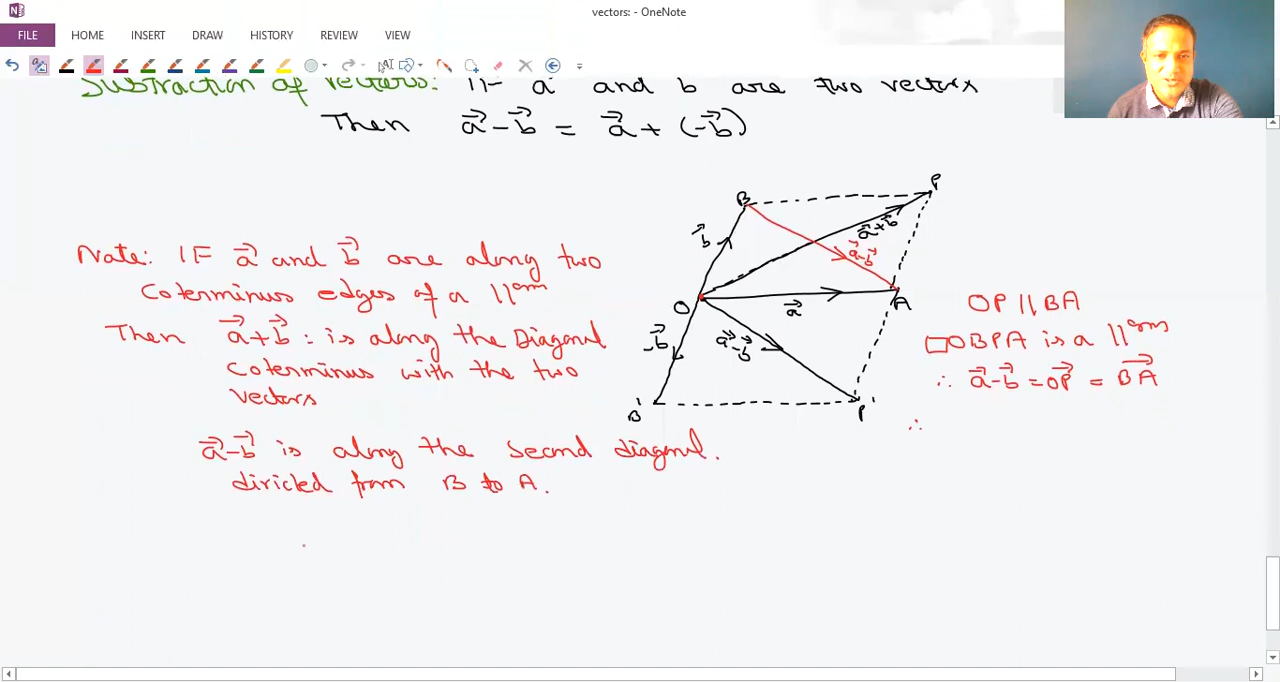 vectors: - OneNote
FILE HOME INSERT DRAW HISTORY REVIEW VIEW
Subtraction of vectors: IF a and b are two vectors
Then a⃗ - b⃗ = a⃗ + (-b⃗)
B
P
b⃗
a⃗+b⃗
a⃗-b⃗
O
a⃗
A
-b⃗
a⃗-b⃗
B'
P'
Note: IF a⃗ and b⃗ are along two
coterminus edges of a ||gm
Then a⃗+b⃗ : is along the Diagonal
coterminus with the two
vectors
a⃗-b⃗ is along the second diagonal.
diricted from B to A.
OP || BA
□OBPA is a ||gm
∴ a⃗-b⃗ = OP⃗ = BA⃗
∴